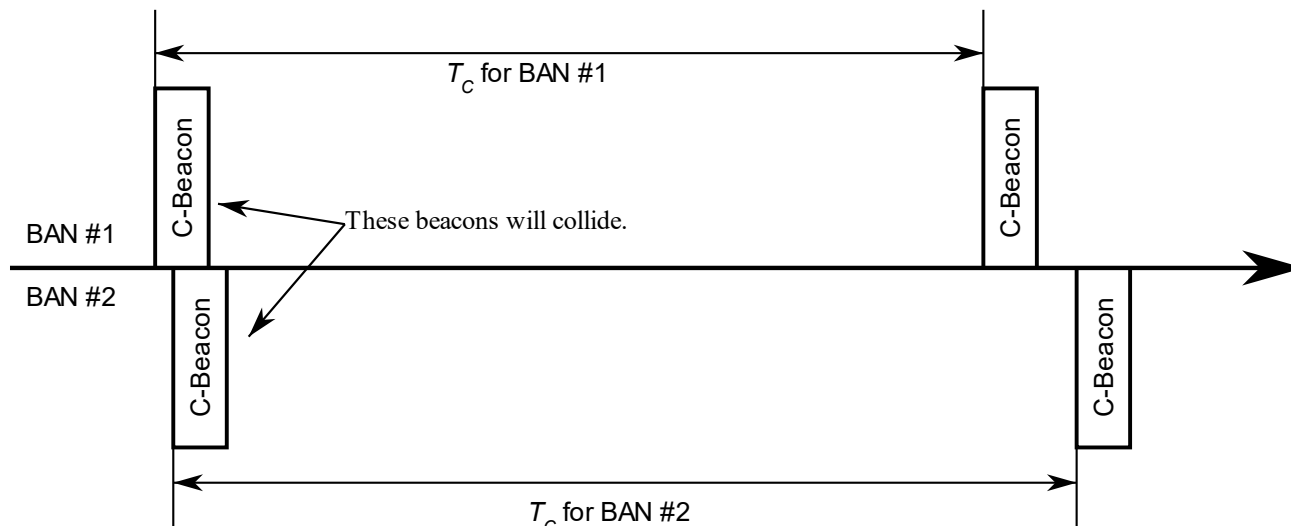 T_C for BAN #1
C-Beacon
C-Beacon
These beacons will collide.
BAN #1
BAN #2
C-Beacon
C-Beacon
T_C for BAN #2